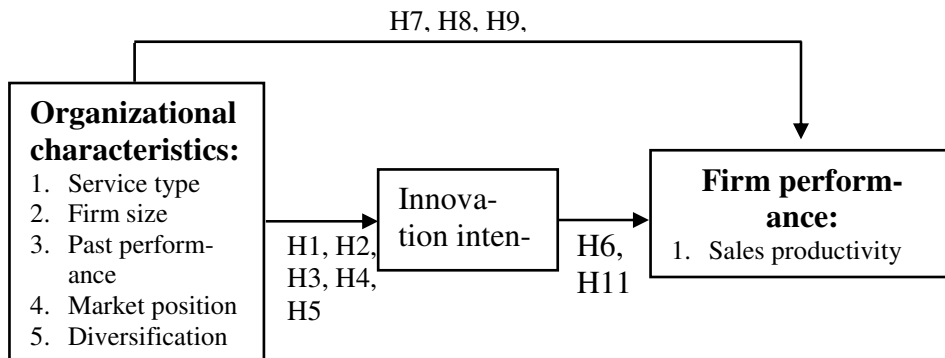 H7, H8, H9,
Organizational
characteristics:
1. Service type
2. Firm size
3. Past perform-
ance
4. Market position
5. Diversification
H1, H2,
H3, H4,
H5
Innova-
tion inten-
H6,
H11
Firm perform-
ance:
1. Sales productivity